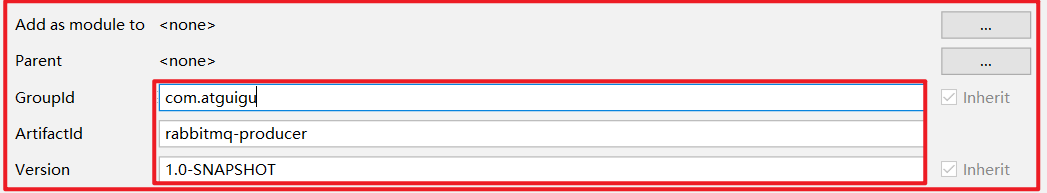 Add as module to <none> ...
Parent <none> ...
GroupId com.atguigu Inherit
ArtifactId rabbitmq-producer
Version 1.0-SNAPSHOT Inherit